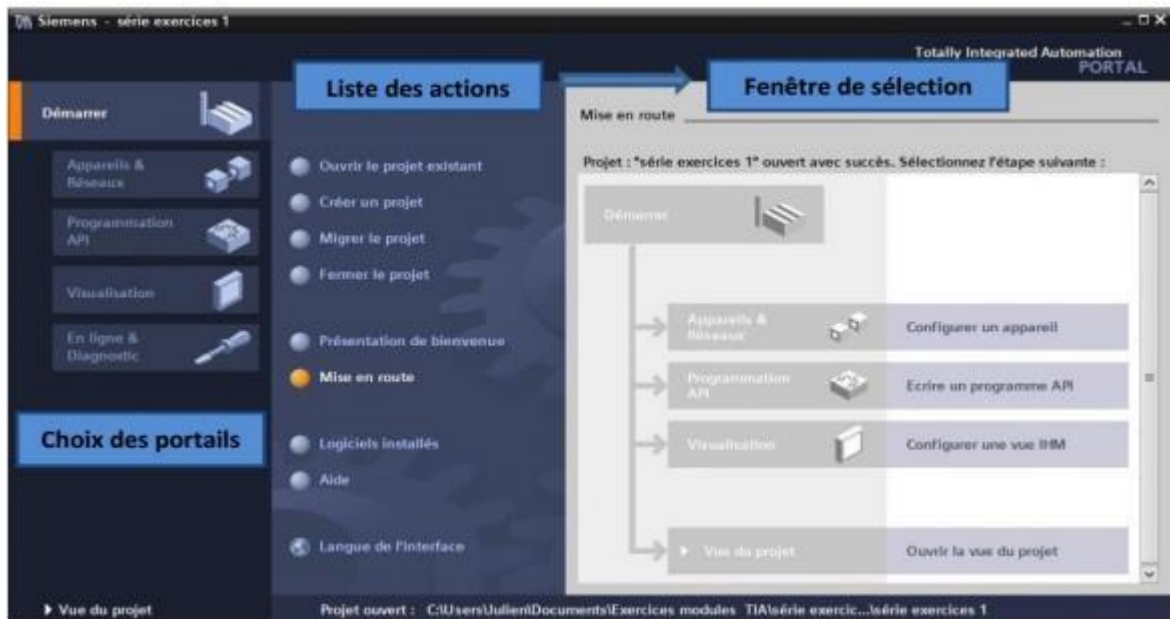 Siemens - série exercices 1
Totally Integrated Automation
PORTAL
Liste des actions
Fenêtre de sélection
Démarrer
Appareils &
Réseaux
Programmation
API
Visualisation
En ligne &
Diagnostic
Choix des portails
Ouvrir le projet existant
Créer un projet
Migrer le projet
Fermer le projet
Présentation de bienvenue
Mise en route
Logiciels installés
Aide
Langue de l'interface
Mise en route
Projet : "série exercices 1" ouvert avec succès. Sélectionnez l'étape suivante :
Démarrer
Appareils &
Réseaux
Configurer un appareil
Programmation
API
Ecrire un programme API
Visualisation
Configurer une vue IHM
Vue du projet
Ouvrir la vue du projet
Vue du projet
Projet ouvert : C:\Users\Julien\Documents\Exercices modules TIA\série exercic...\série exercices 1